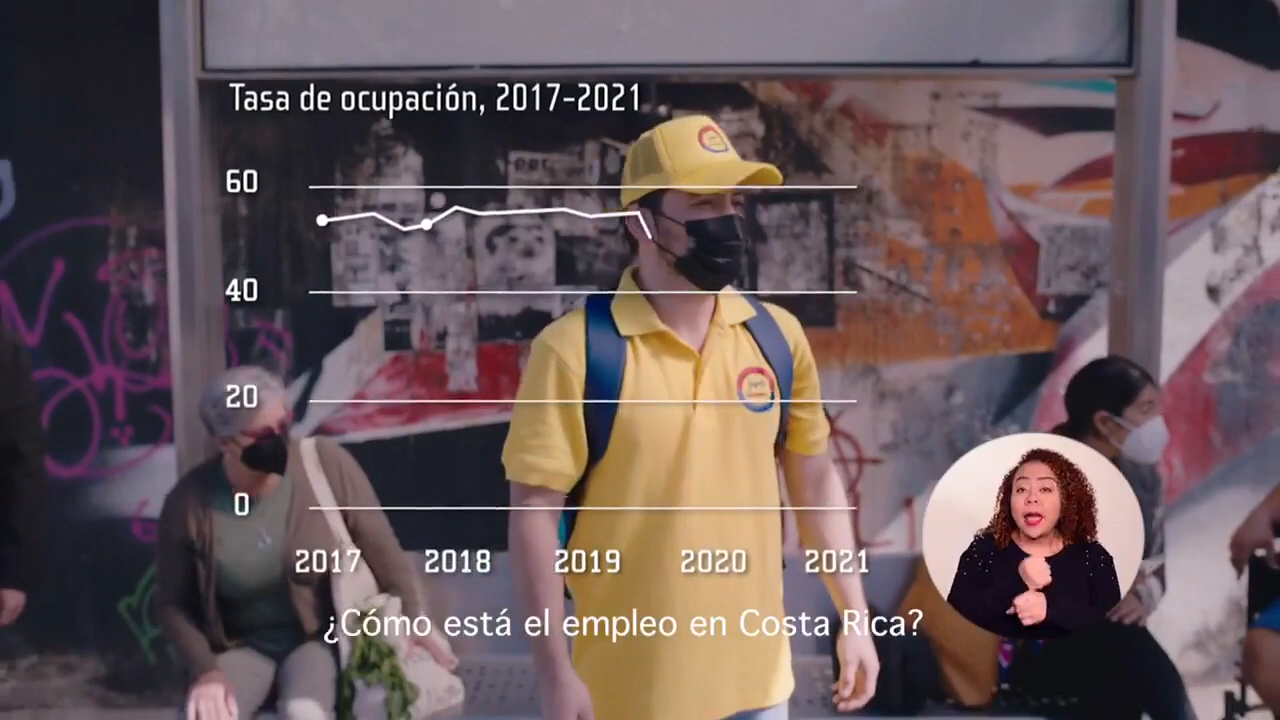 Tasa de ocupación, 2017-2021
60
40
20
0
2017 2018 2019 2020 2021
¿Cómo está el empleo en Costa Rica?